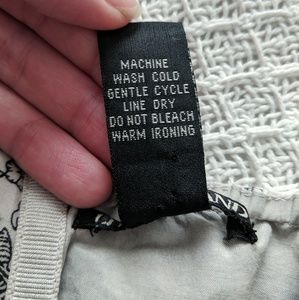 MACHINE
WASH COLD
GENTLE CYCLE
LINE DRY
DO NOT BLEACH
WARM IRONING